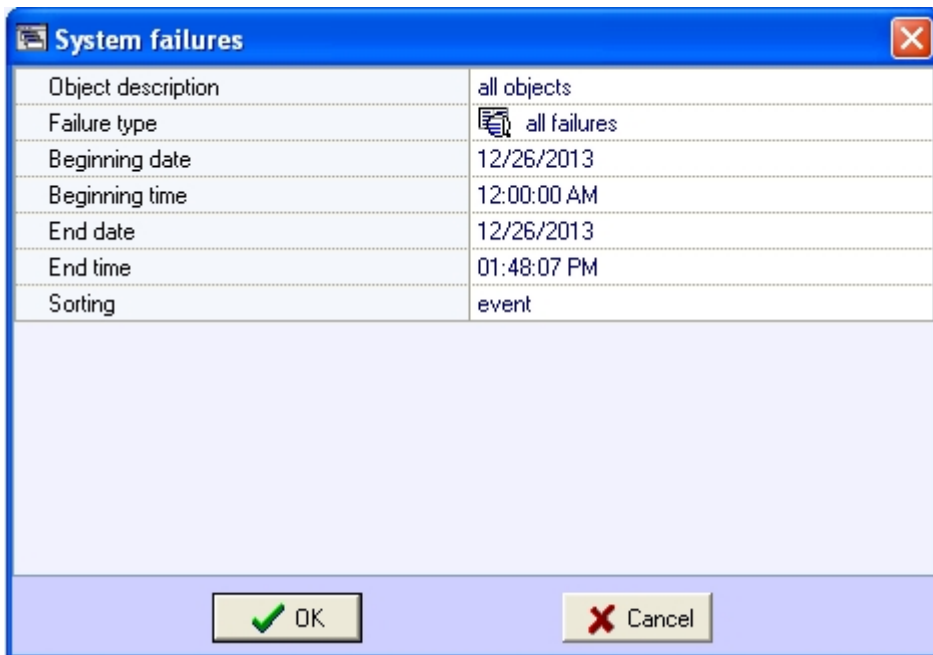 System failures
Object description all objects
Failure type all failures
Beginning date 12/26/2013
Beginning time 12:00:00 AM
End date 12/26/2013
End time 01:48:07 PM
Sorting event
OK Cancel